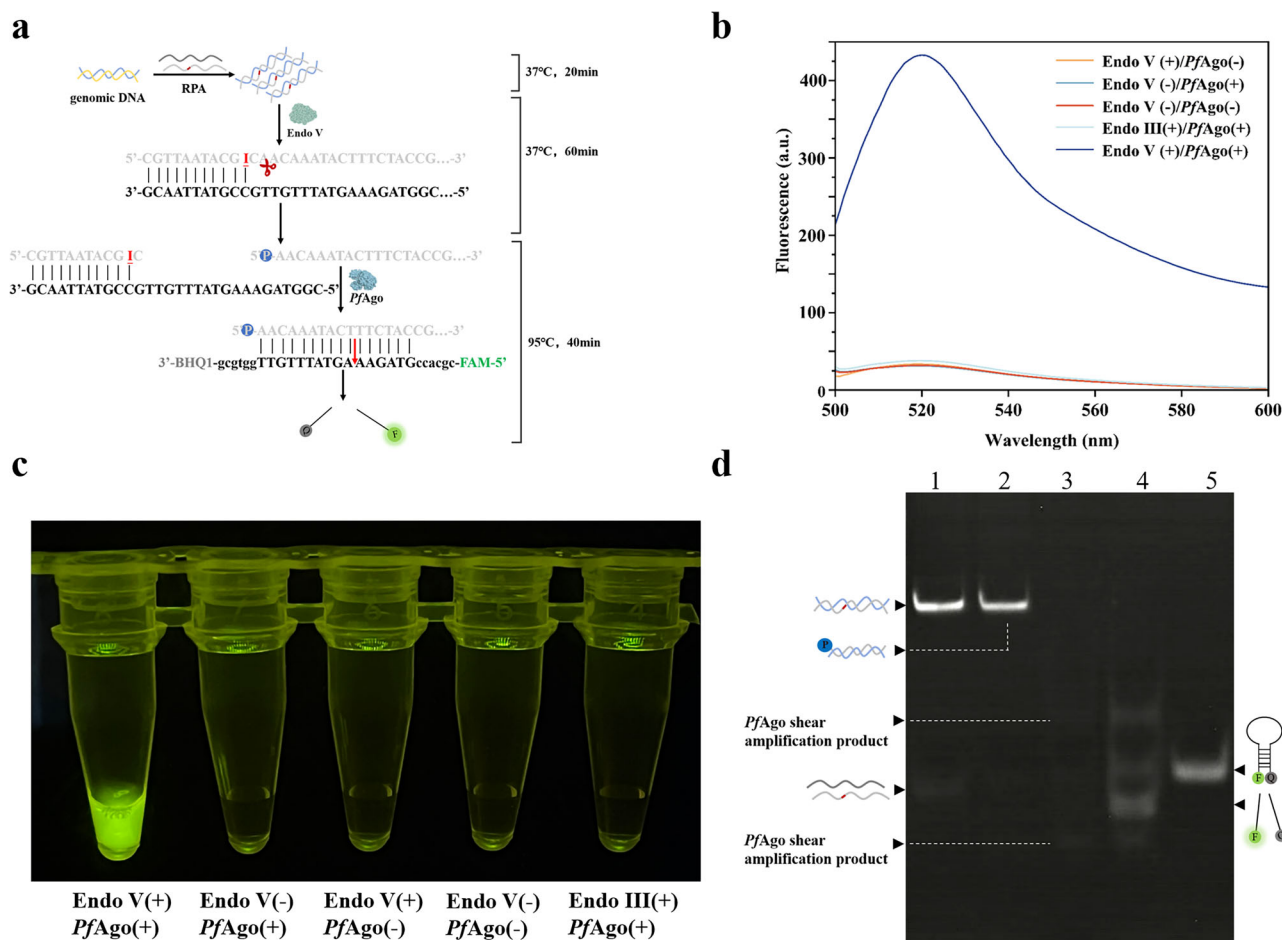 a
genomic DNA
RPA
37°C, 20min
Endo V
5'-CGTTAATACGICAACAAATACTTTCTACCG...-3'
3'-GCAATTATGCCGTTGTTTATGAAAGATGGC...-5'
37°C, 60min
5'-CGTTAATACGIC
5'P-AACAAATACTTTCTACCG...-3'
3'-GCAATTATGCCGTTGTTTATGAAAGATGGC-5'
PfAgo
5'P-AACAAATACTTTCTACCG...-3'
3'-BHQ1-gcgtggTTGTTTATGAAAGATGccacgc-FAM-5'
95°C, 40min
Q
F
b
Fluorescence (a.u.)
400
300
200
100
0
500
520
540
560
580
600
Wavelength (nm)
Endo V (+)/PfAgo(-)
Endo V (-)/PfAgo(+)
Endo V (-)/PfAgo(-)
Endo III(+)/PfAgo(+)
Endo V (+)/PfAgo(+)
c
Endo V(+)
PfAgo(+)
Endo V(-)
PfAgo(+)
Endo V(+)
PfAgo(-)
Endo V(-)
PfAgo(-)
Endo III(+)
PfAgo(+)
d
1 2 3 4 5
P
PfAgo shear
amplification product
PfAgo shear
amplification product
F Q
F Q